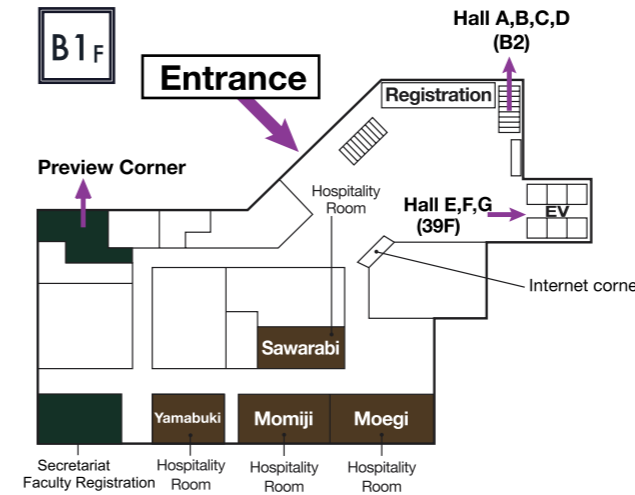 B1F
Hall A,B,C,D
(B2)
Entrance
Registration
Preview Corner
Hospitality
Room
Hall E,F,G
(39F)
EV
Internet corne
Sawarabi
Yamabuki
Momiji
Moegi
Secretariat
Faculty Registration
Hospitality
Room
Hospitality
Room
Hospitality
Room